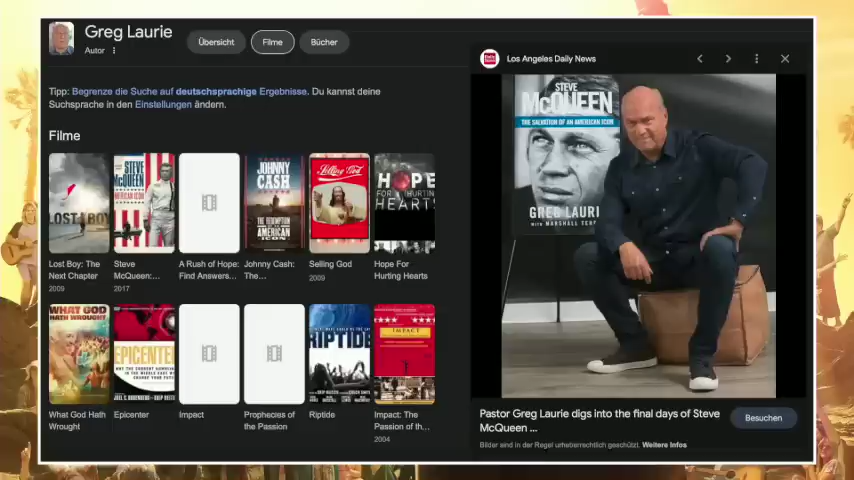 Greg Laurie
Autor
Übersicht
Filme
Bücher
Tipp: Begrenze die Suche auf deutschsprachige Ergebnisse. Du kannst deine
Suchsprache in den Einstellungen ändern.
Filme
LOST BOY
STEVE
McQUEEN
AMERICAN ICON
JOHNNY
CASH
THE REDEMPTION
OF AN AMERICAN
ICON
Selling God
HOPE
FOR HURTING
HEARTS
Lost Boy: The
Next Chapter
2009
Steve
McQueen:...
2017
A Rush of Hope:
Find Answers...
Johnny Cash:
The...
Selling God
2009
Hope For
Hurting Hearts
WHAT GOD
HATH WROUGHT
EPICENTER
RIPTIDE
IMPACT
What God Hath
Wrought
Epicenter
Impact
Prophecies of
the Passion
Riptide
Impact: The
Passion of th...
2004
Los Angeles Daily News
STEVE
McQUEEN
THE SALVATION OF AN AMERICAN ICON
GREG LAURI
WITH MARSHALL
Pastor Greg Laurie digs into the final days of Steve
McQueen ...
Besuchen
Bilder sind in der Regel urheberrechtlich geschützt. Weitere Infos